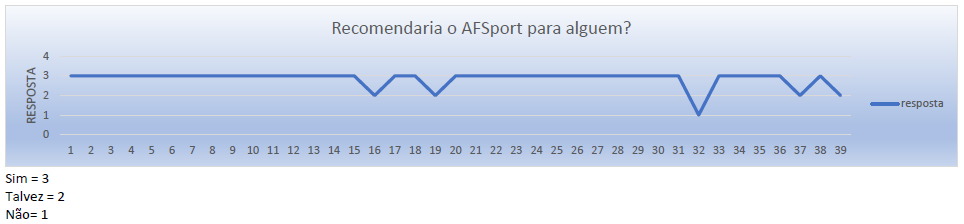 Recomendaria o AFSport para alguem?
4
3
2
1
0
RESPOSTA
1 2 3 4 5 6 7 8 9 10 11 12 13 14 15 16 17 18 19 20 21 22 23 24 25 26 27 28 29 30 31 32 33 34 35 36 37 38 39
resposta
Sim = 3
Talvez = 2
Não= 1